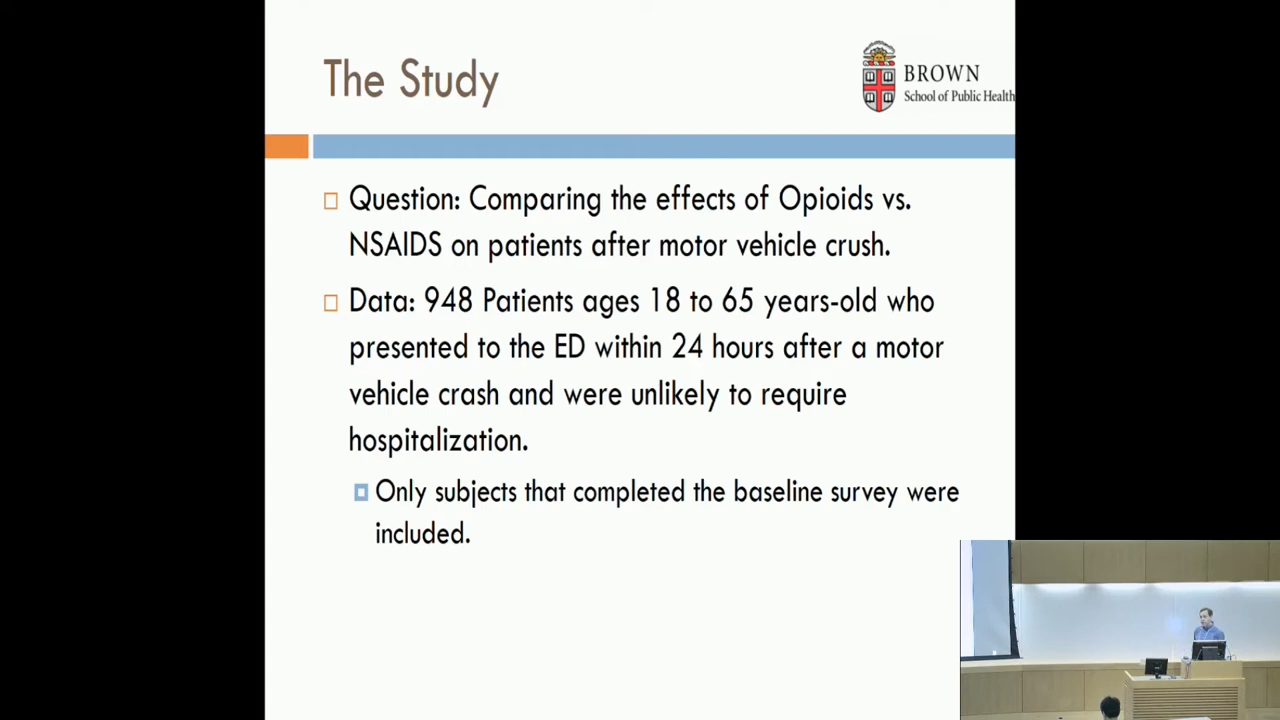 The Study
BROWN
School of Public Health
Question: Comparing the effects of Opioids vs.
NSAIDS on patients after motor vehicle crush.
Data: 948 Patients ages 18 to 65 years-old who
presented to the ED within 24 hours after a motor
vehicle crash and were unlikely to require
hospitalization.
Only subjects that completed the baseline survey were
included.